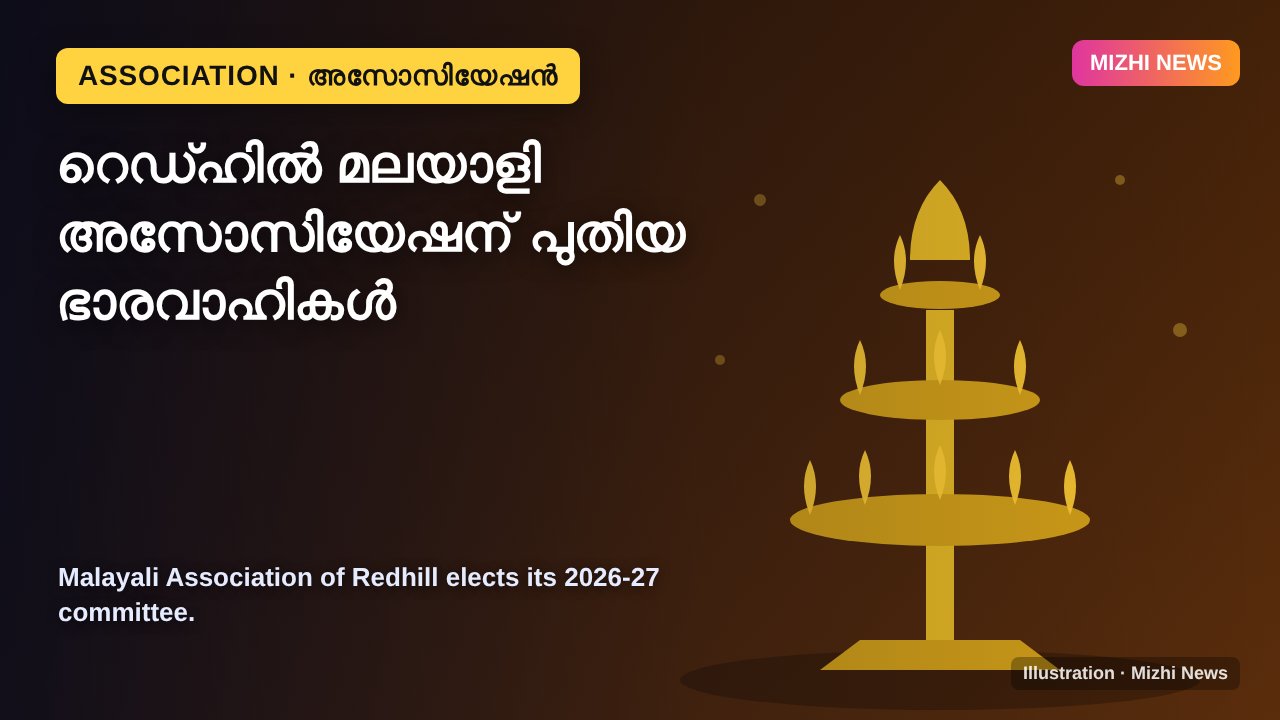 ASSOCIATION · അസോസിയേഷൻ
MIZHI NEWS
റെഡ്ഹിൽ മലയാളി
അസോസിയേഷന് പുതിയ
ഭാരവാഹികൾ
Malayali Association of Redhill elects its 2026-27
committee.
Illustration · Mizhi News